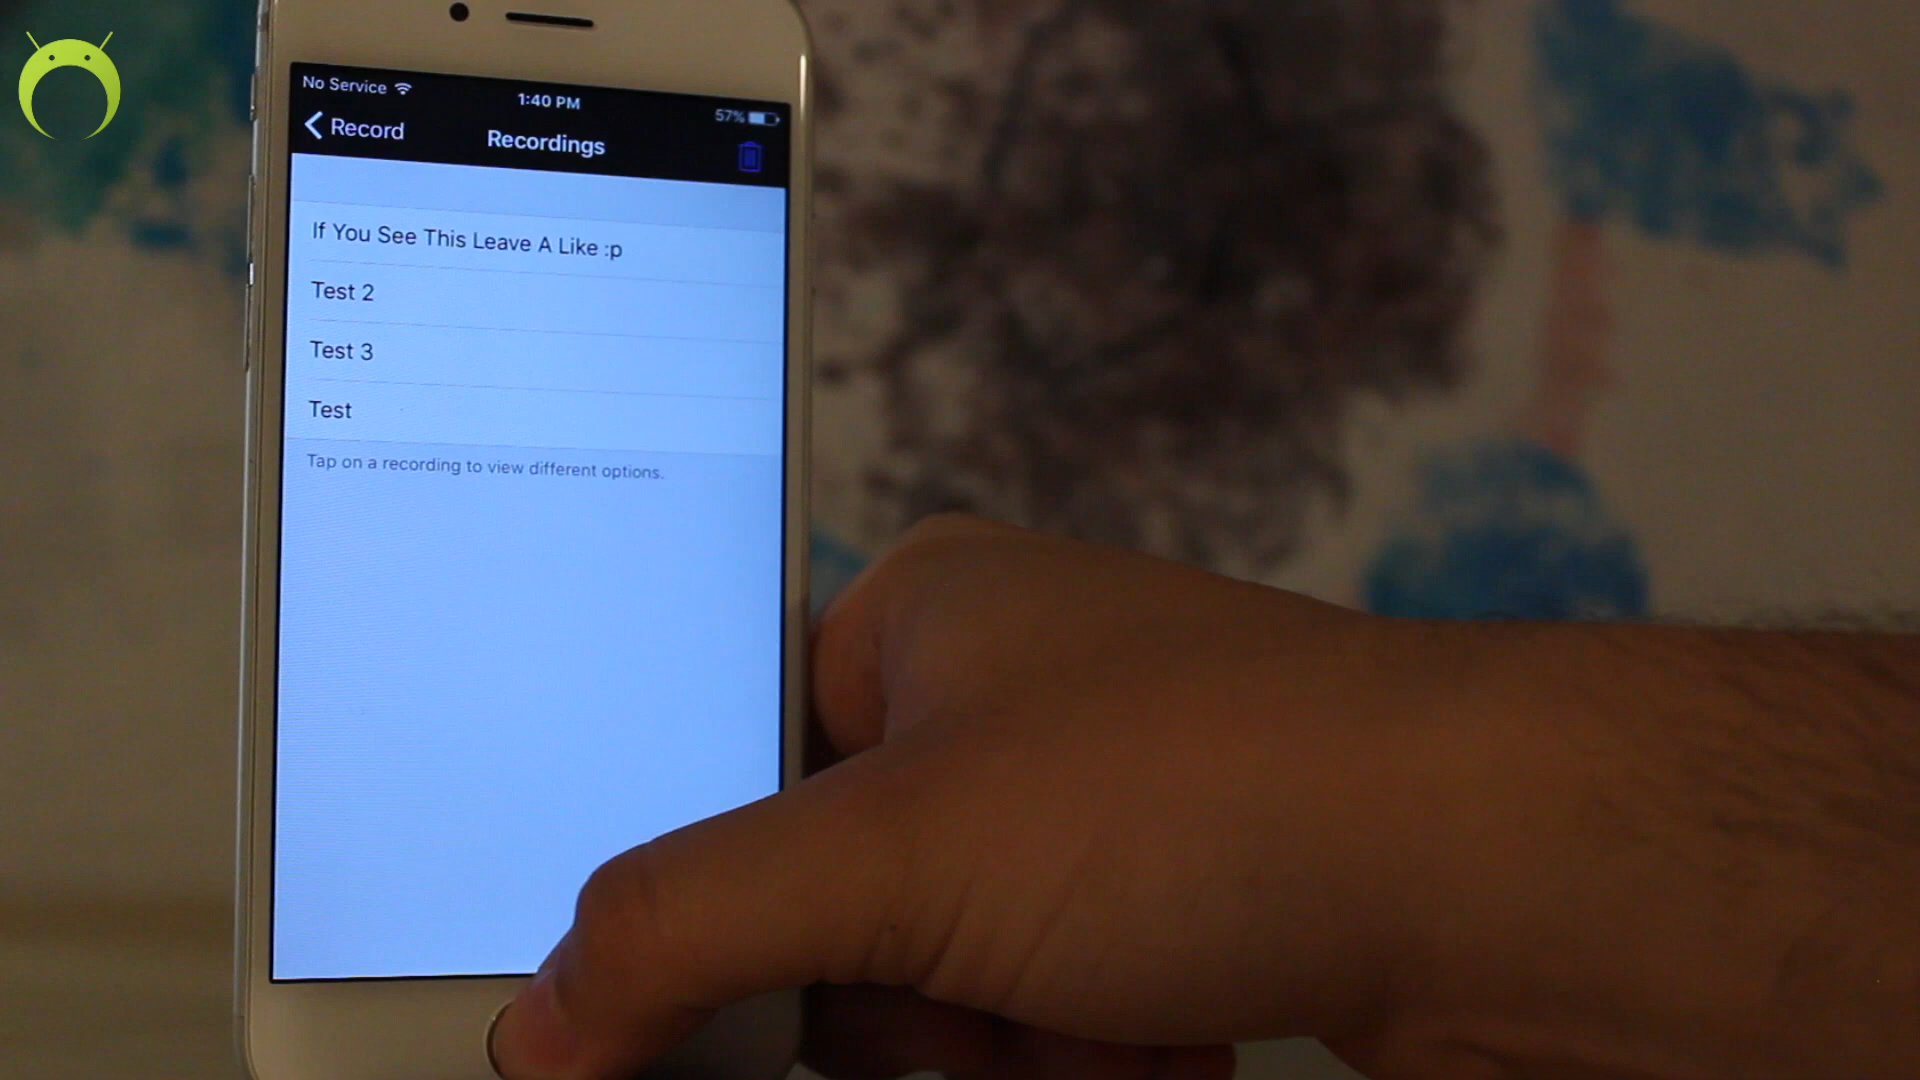 No Service
1:40 PM
57%
Record
Recordings
If You See This Leave A Like :p
Test 2
Test 3
Test
Tap on a recording to view different options.